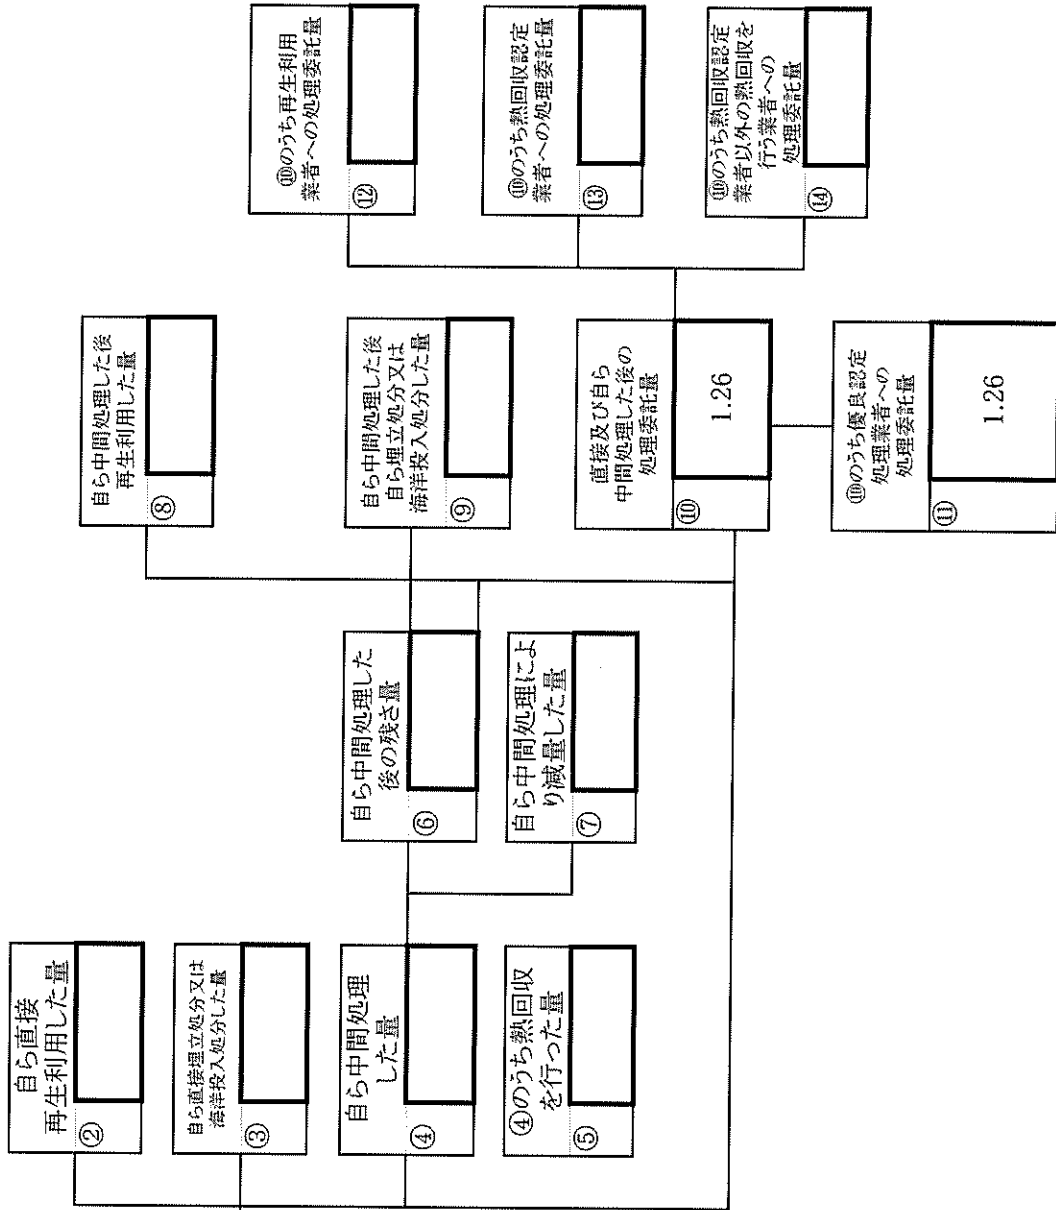 自ら直接
再生利用した量
②
自ら直接埋立処分又は
海洋投入処分した量
③
自ら中間処理
した量
④
④のうち熱回収
を行った量
⑤
自ら中間処理した
後の残さ量
⑥
自ら中間処理によ
り減量した量
⑦
自ら中間処理した後
再生利用した量
⑧
自ら中間処理した後
自ら埋立処分又は
海洋投入処分した量
⑨
直接及び自ら
中間処理した後の
処理委託量
⑩
1.26
⑩のうち優良認定
処理業者への
処理委託量
⑪
1.26
⑩のうち再生利用
業者への処理委託量
⑫
⑩のうち熱回収認定
業者への処理委託量
⑬
⑩のうち熱回収認定
業者以外の熱回収を
行う業者への
処理委託量
⑭